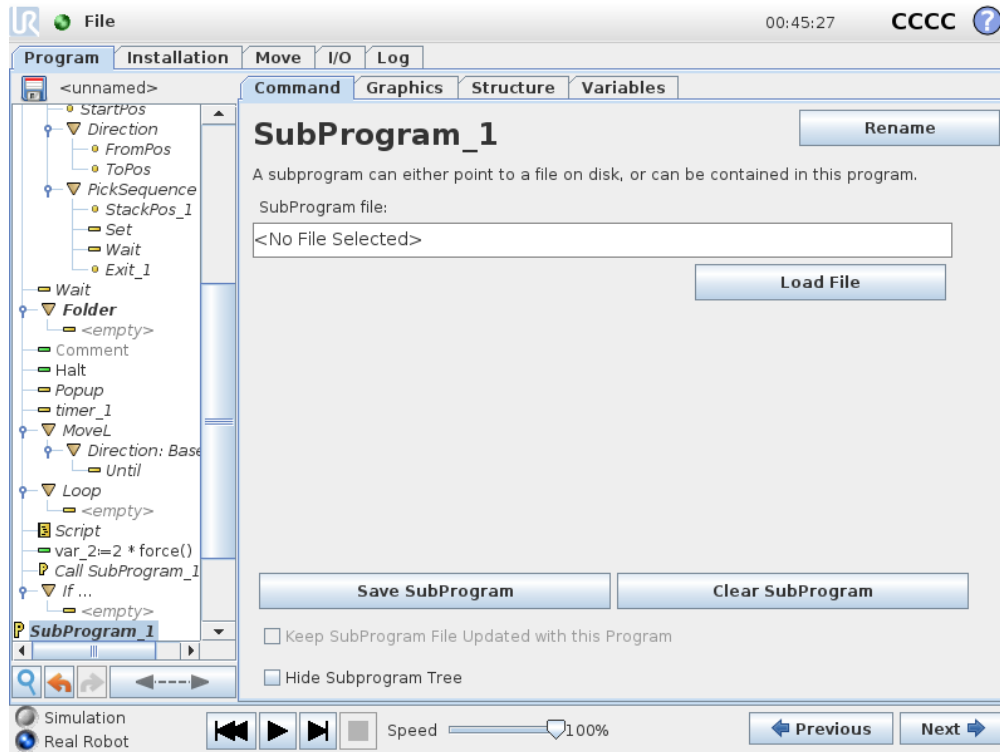 UR File 00:45:27 CCCC ?
Program Installation Move I/O Log
<unnamed>
Command Graphics Structure Variables
StartPos
Direction
FromPos
ToPos
PickSequence
StackPos_1
Set
Wait
Exit_1
Wait
Folder
<empty>
Comment
Halt
Popup
timer_1
MoveL
Direction: Base
Until
Loop
<empty>
Script
var_2:=2 * force()
P Call SubProgram_1
If ...
<empty>
P SubProgram_1
SubProgram_1
Rename
A subprogram can either point to a file on disk, or can be contained in this program.
SubProgram file:
<No File Selected>
Load File
Save SubProgram Clear SubProgram
Keep SubProgram File Updated with this Program
Hide Subprogram Tree
Simulation
Real Robot
Speed 100%
Previous Next